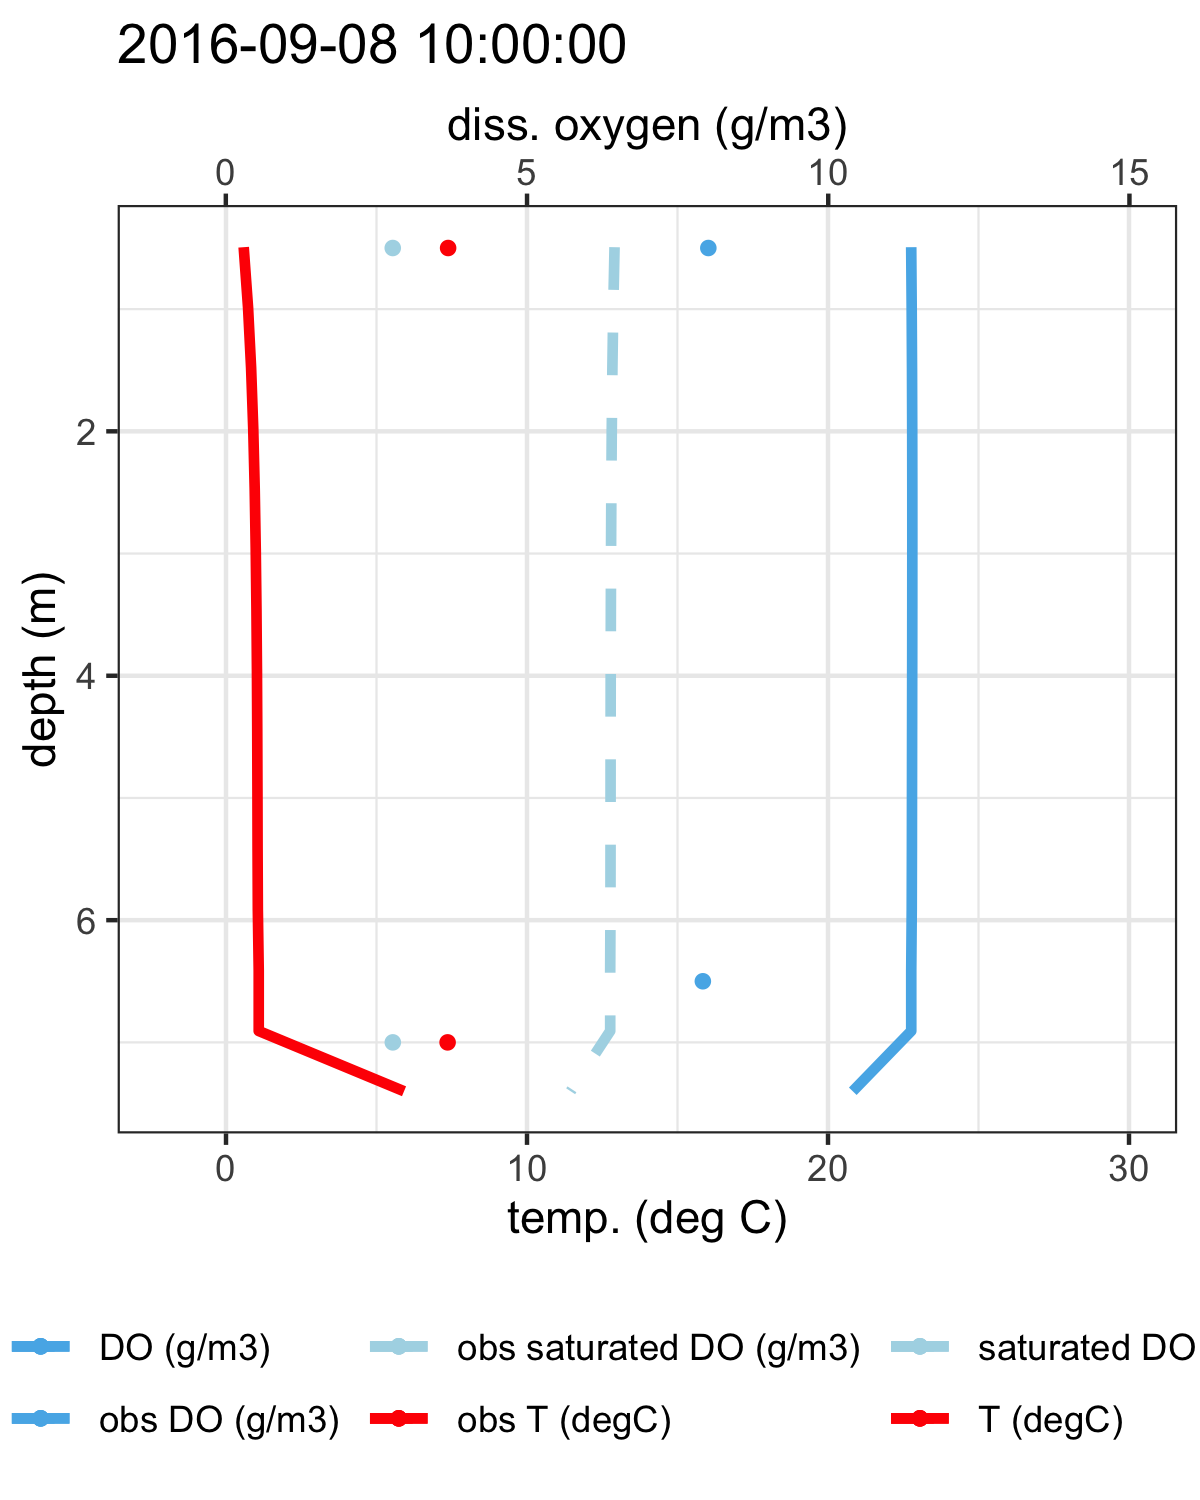 2016-09-08 10:00:00
diss. oxygen (g/m3)
0 5 10 15
2
4
6
depth (m)
0 10 20 30
temp. (deg C)
DO (g/m3) obs saturated DO (g/m3) saturated DO
obs DO (g/m3) obs T (degC) T (degC)